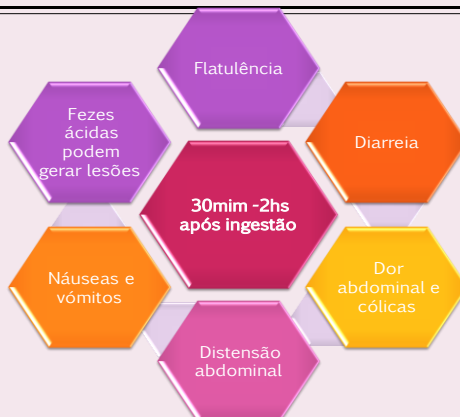 Flatulência
Diarreia
Dor
abdominal e
cólicas
Distensão
abdominal
Náuseas e
vómitos
Fezes
ácidas
podem
gerar lesões
30mim -2hs
após ingestão